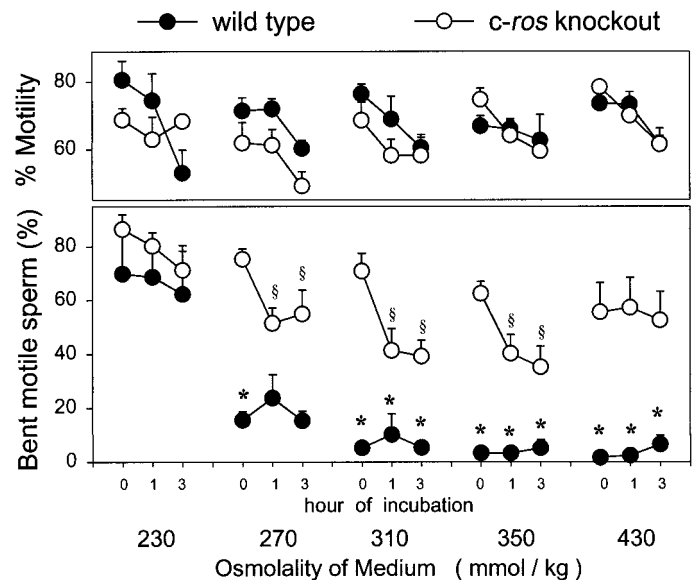 wild type c-ros knockout
% Motility
80
60
Bent motile sperm (%)
80
60
40
20
0
§ § § § § §
* * * * * * * * * *
0 1 3 0 1 3 0 1 3 0 1 3 0 1 3
hour of incubation
230 270 310 350 430
Osmolality of Medium ( mmol / kg )